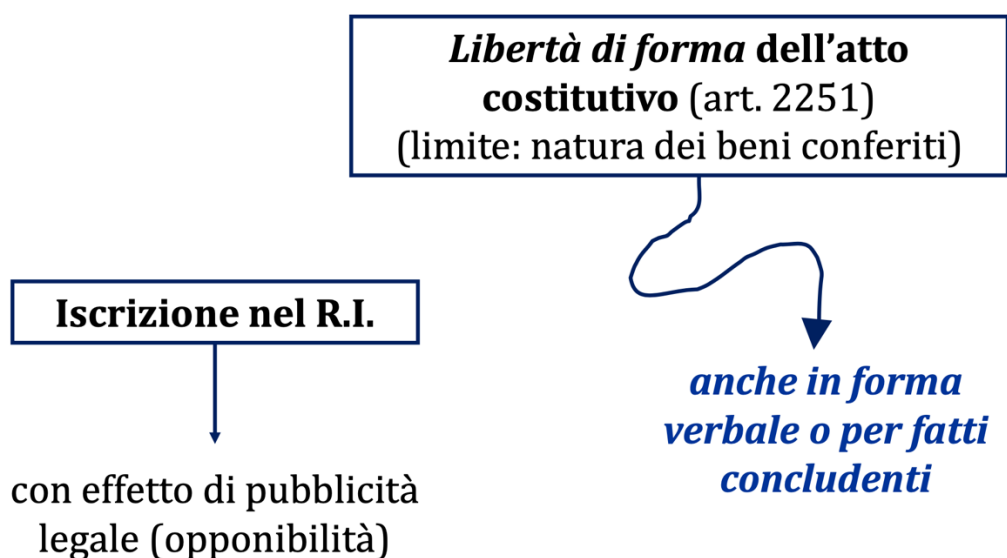 Libertà di forma dell’atto
costitutivo (art. 2251)
(limite: natura dei beni conferiti)
Iscrizione nel R.I.
anche in forma
verbale o per fatti
concludenti
con effetto di pubblicità
legale (opponibilità)